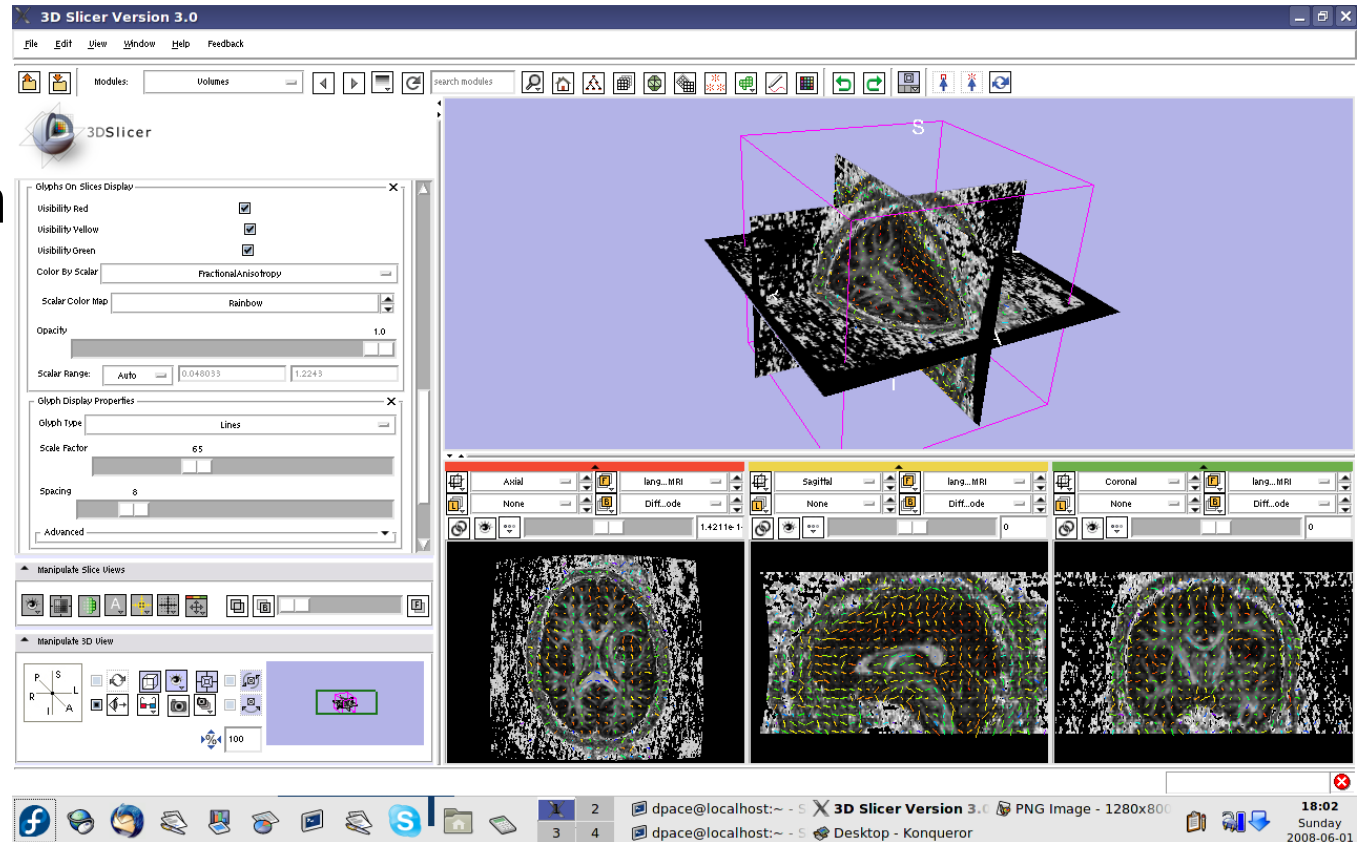 3D Slicer Version 3.0
File Edit View Window Help Feedback
Modules: Volumes search modules
3DSlicer
Glyphs On Slices Display
Visibility Red
Visibility Yellow
Visibility Green
Color By Scalar FractionalAnisotropy
Scalar Color Map Rainbow
Opacity 1.0
Scalar Range: Auto 0.048033 1.2243
Glyph Display Properties
Glyph Type Lines
Scale Factor 65
Spacing 8
Advanced
Manipulate Slice Views
Manipulate 3D View
P S
R L
I A
% 100
S
A
I
Axial lang...MRI
None Diff...ode
1.4211e-1
Sagittal lang...MRI
None Diff...ode
0
Coronal lang...MRI
None Diff...ode
0
1 2
3 4
dpace@localhost:~ - S
3D Slicer Version 3.0
PNG Image - 1280x800
dpace@localhost:~ - S
Desktop - Konqueror
18:02
Sunday
2008-06-01